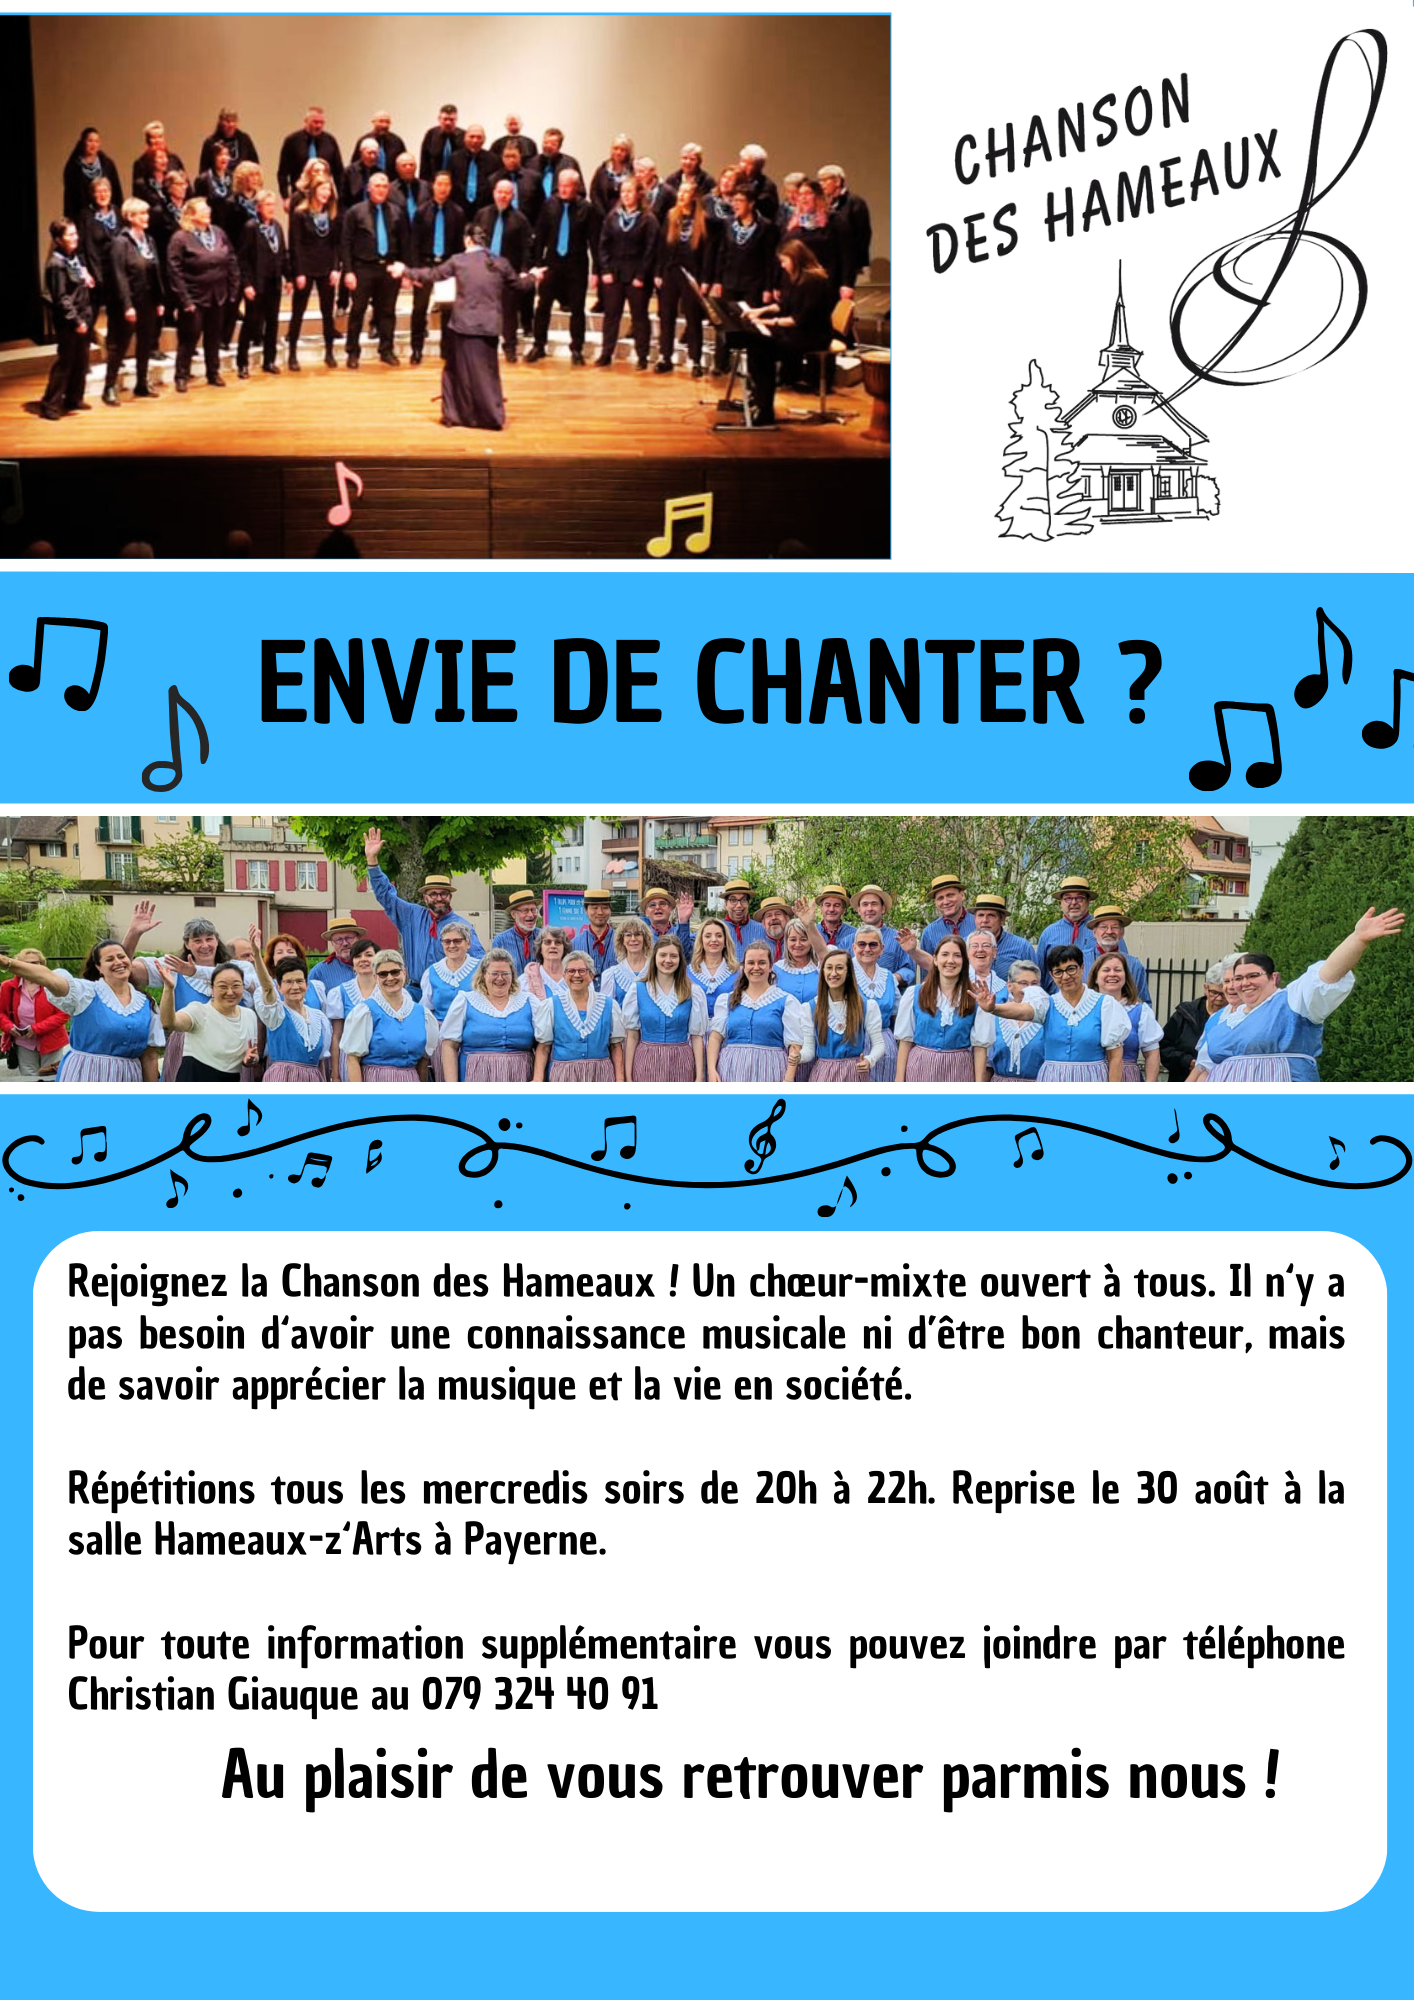 CHANSON
DES HAMEAUX
ENVIE DE CHANTER ?
Rejoignez la Chanson des Hameaux ! Un chœur-mixte ouvert à tous. Il n‘y a
pas besoin d‘avoir une connaissance musicale ni d’être bon chanteur, mais
de savoir apprécier la musique et la vie en société.
Répétitions tous les mercredis soirs de 20h à 22h. Reprise le 30 août à la
salle Hameaux-z‘Arts à Payerne.
Pour toute information supplémentaire vous pouvez joindre par téléphone
Christian Giauque au 079 324 40 91
Au plaisir de vous retrouver parmis nous !